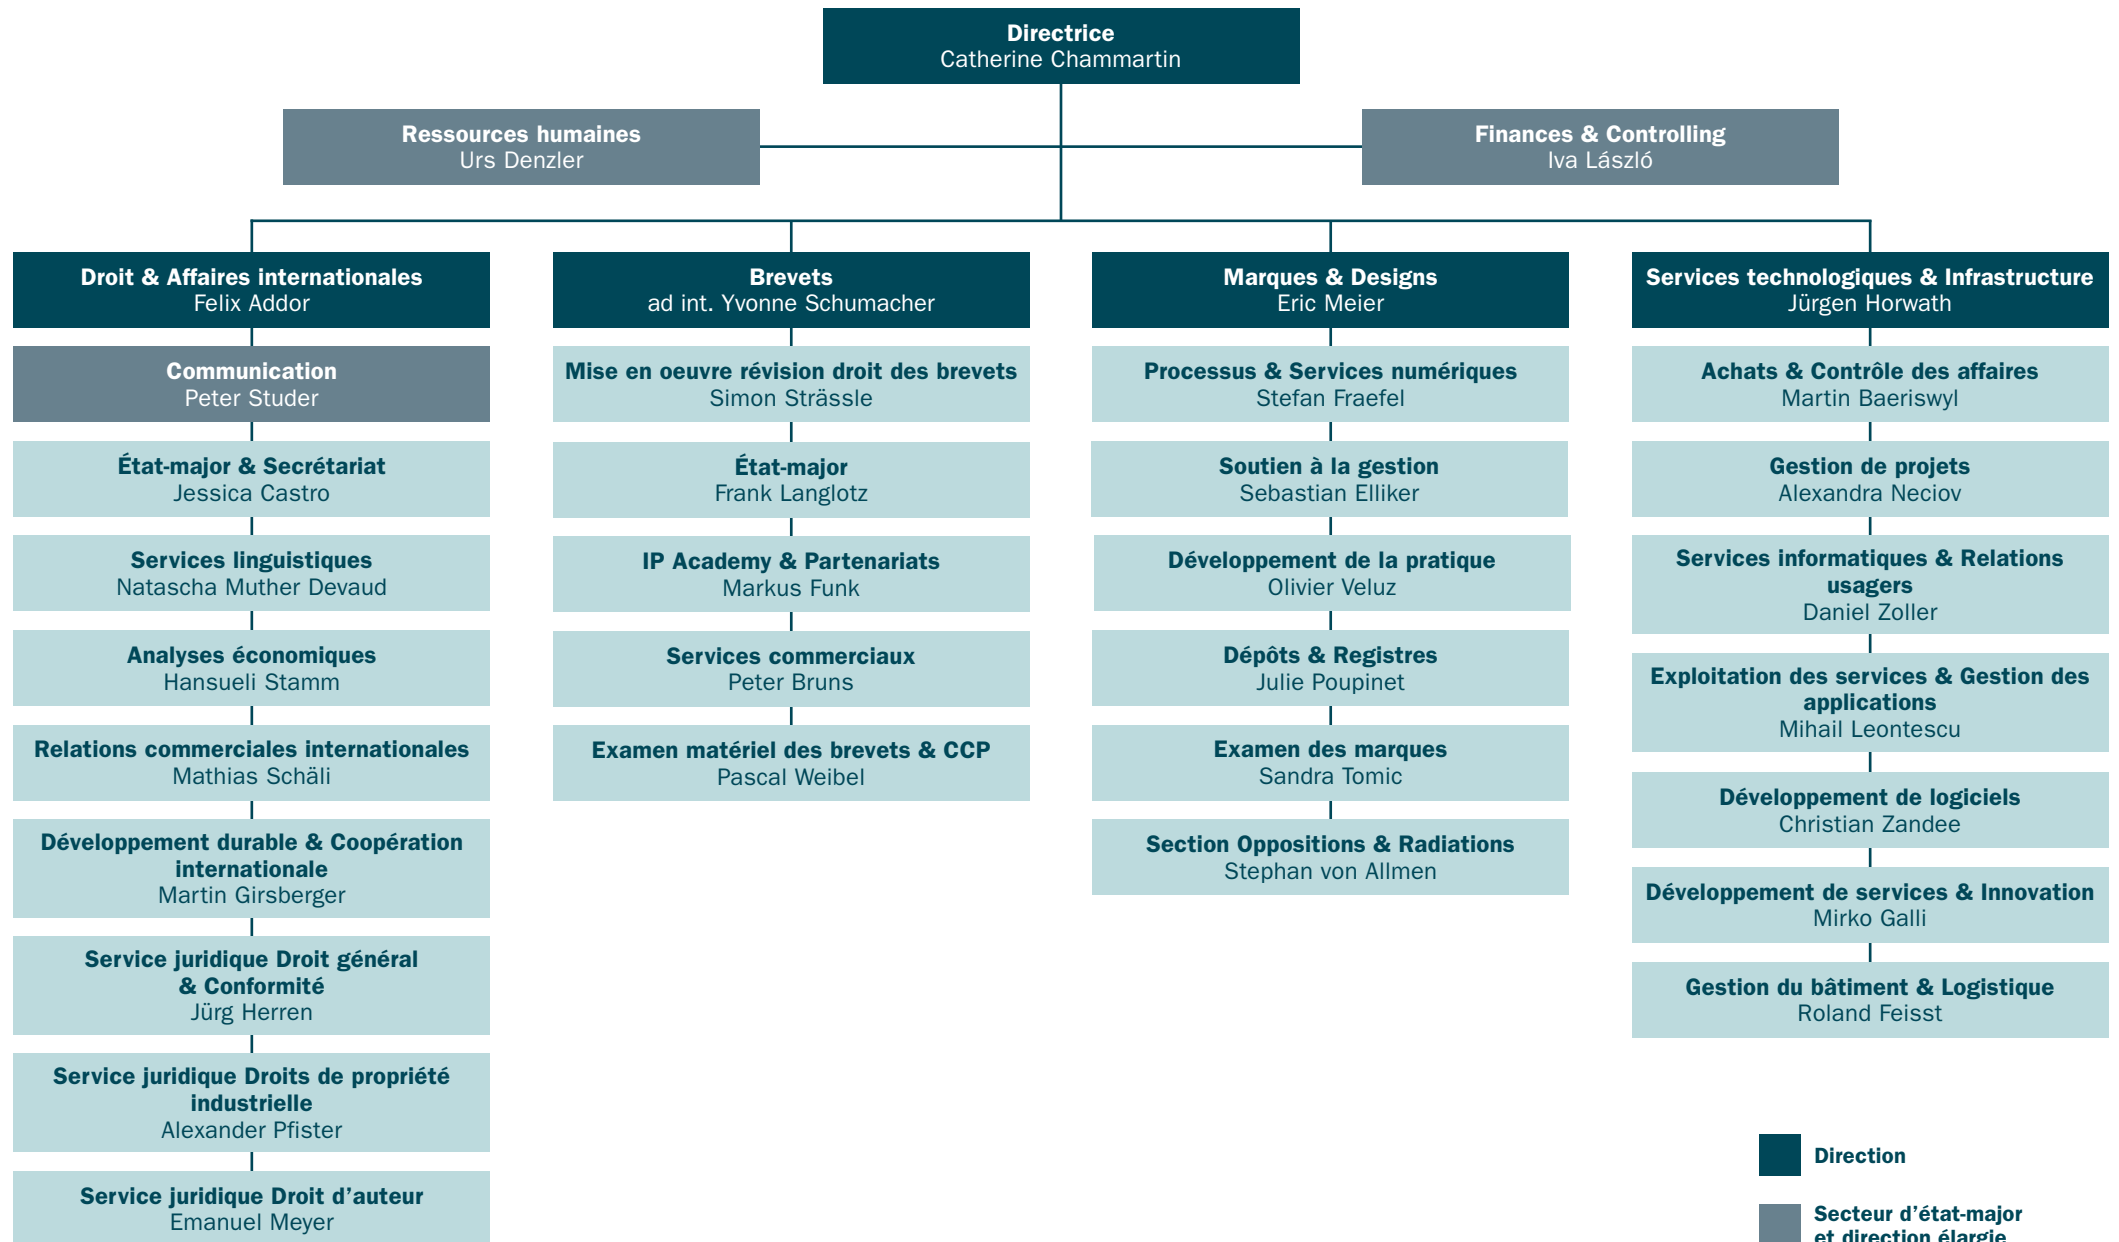 Directrice
Catherine Chammartin
Ressources humaines
Urs Denzler
Finances & Controlling
Iva László
Droit & Affaires internationales
Felix Addor
Communication
Peter Studer
État-major & Secrétariat
Jessica Castro
Services linguistiques
Natascha Muther Devaud
Analyses économiques
Hansueli Stamm
Relations commerciales internationales
Mathias Schäli
Développement durable & Coopération
internationale
Martin Girsberger
Service juridique Droit général
& Conformité
Jürg Herren
Service juridique Droits de propriété
industrielle
Alexander Pfister
Service juridique Droit d’auteur
Emanuel Meyer
Brevets
ad int. Yvonne Schumacher
Mise en oeuvre révision droit des brevets
Simon Strässle
État-major
Frank Langlotz
IP Academy & Partenariats
Markus Funk
Services commerciaux
Peter Bruns
Examen matériel des brevets & CCP
Pascal Weibel
Marques & Designs
Eric Meier
Processus & Services numériques
Stefan Fraefel
Soutien à la gestion
Sebastian Elliker
Développement de la pratique
Olivier Veluz
Dépôts & Registres
Julie Poupinet
Examen des marques
Sandra Tomic
Section Oppositions & Radiations
Stephan von Allmen
Services technologiques & Infrastructure
Jürgen Horwath
Achats & Contrôle des affaires
Martin Baeriswyl
Gestion de projets
Alexandra Neciov
Services informatiques & Relations
usagers
Daniel Zoller
Exploitation des services & Gestion des
applications
Mihail Leontescu
Développement de logiciels
Christian Zandee
Développement de services & Innovation
Mirko Galli
Gestion du bâtiment & Logistique
Roland Feisst
Direction
Secteur d’état-major
et direction élargie